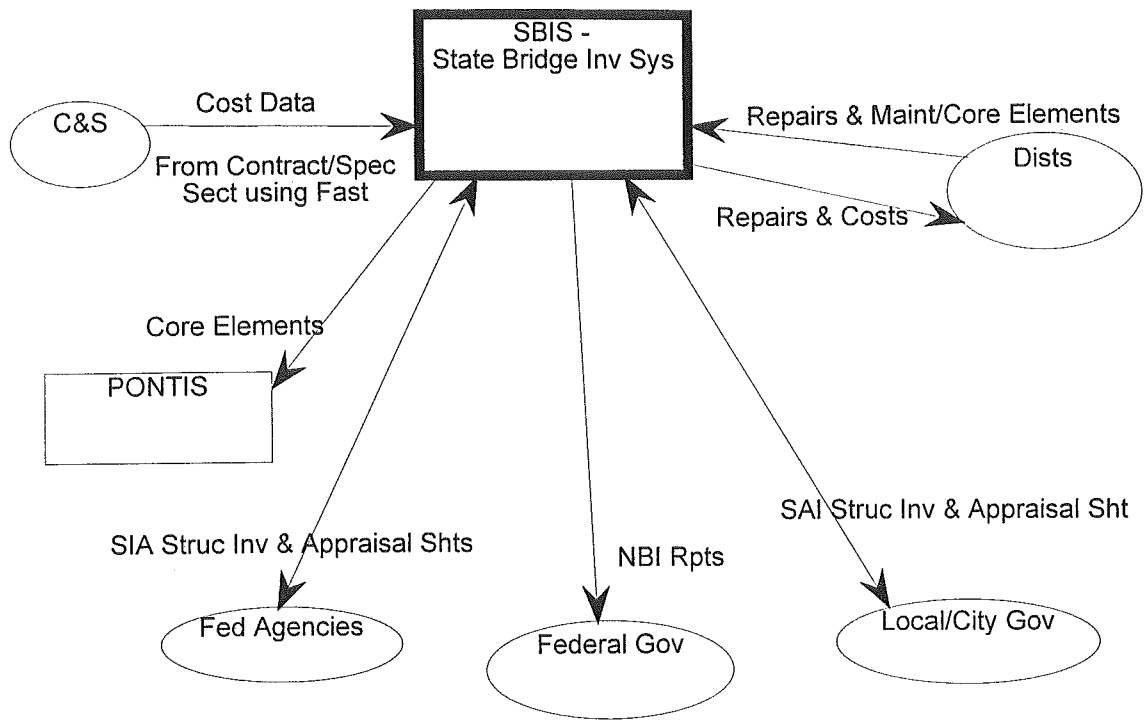 SBIS -
State Bridge Inv Sys
Cost Data
C&S
From Contract/Spec
Sect using Fast
Repairs & Maint/Core Elements
Dists
Repairs & Costs
Core Elements
PONTIS
SAI Struc Inv & Appraisal Sht
SIA Struc Inv & Appraisal Shts
NBI Rpts
Fed Agencies
Federal Gov
Local/City Gov